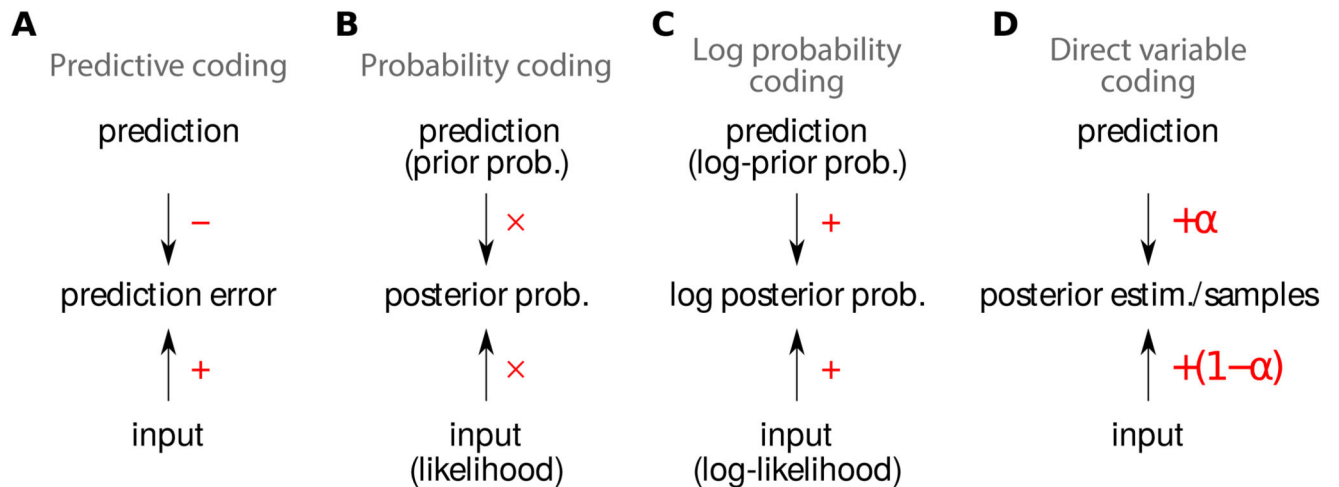 A
Predictive coding
prediction
−
prediction error
+
input
B
Probability coding
prediction
(prior prob.)
×
posterior prob.
×
input
(likelihood)
C
Log probability
coding
prediction
(log-prior prob.)
+
log posterior prob.
+
input
(log-likelihood)
D
Direct variable
coding
prediction
+α
posterior estim./samples
+(1−α)
input